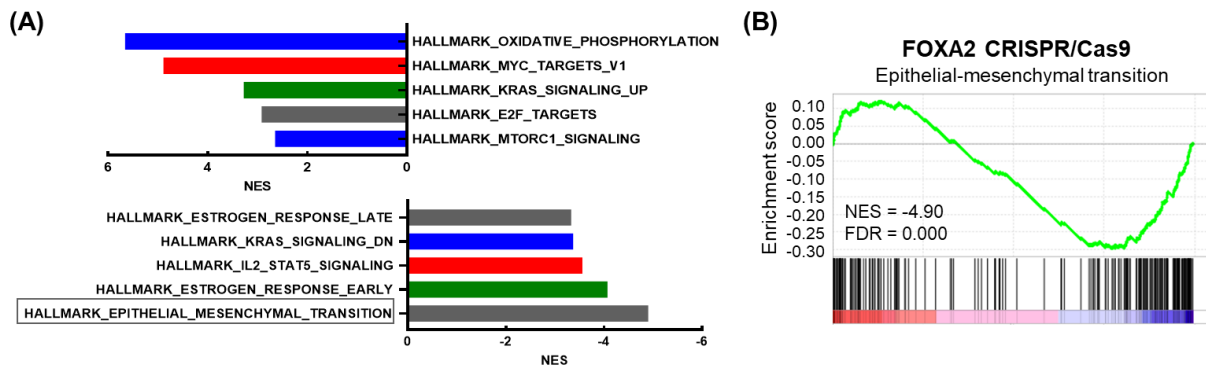 (A)
HALLMARK_OXIDATIVE_PHOSPHORYLATION
HALLMARK_MYC_TARGETS_V1
HALLMARK_KRAS_SIGNALING_UP
HALLMARK_E2F_TARGETS
HALLMARK_MTORC1_SIGNALING
6 4 2 0
NES
HALLMARK_ESTROGEN_RESPONSE_LATE
HALLMARK_KRAS_SIGNALING_DN
HALLMARK_IL2_STAT5_SIGNALING
HALLMARK_ESTROGEN_RESPONSE_EARLY
HALLMARK_EPITHELIAL_MESENCHYMAL_TRANSITION
-0 -2 -4 -6
NES
(B)
FOXA2 CRISPR/Cas9
Epithelial-mesenchymal transition
Enrichment score
0.10
0.05
0.00
-0.05
-0.10
-0.15
-0.20
-0.25
-0.30
NES = -4.90
FDR = 0.000